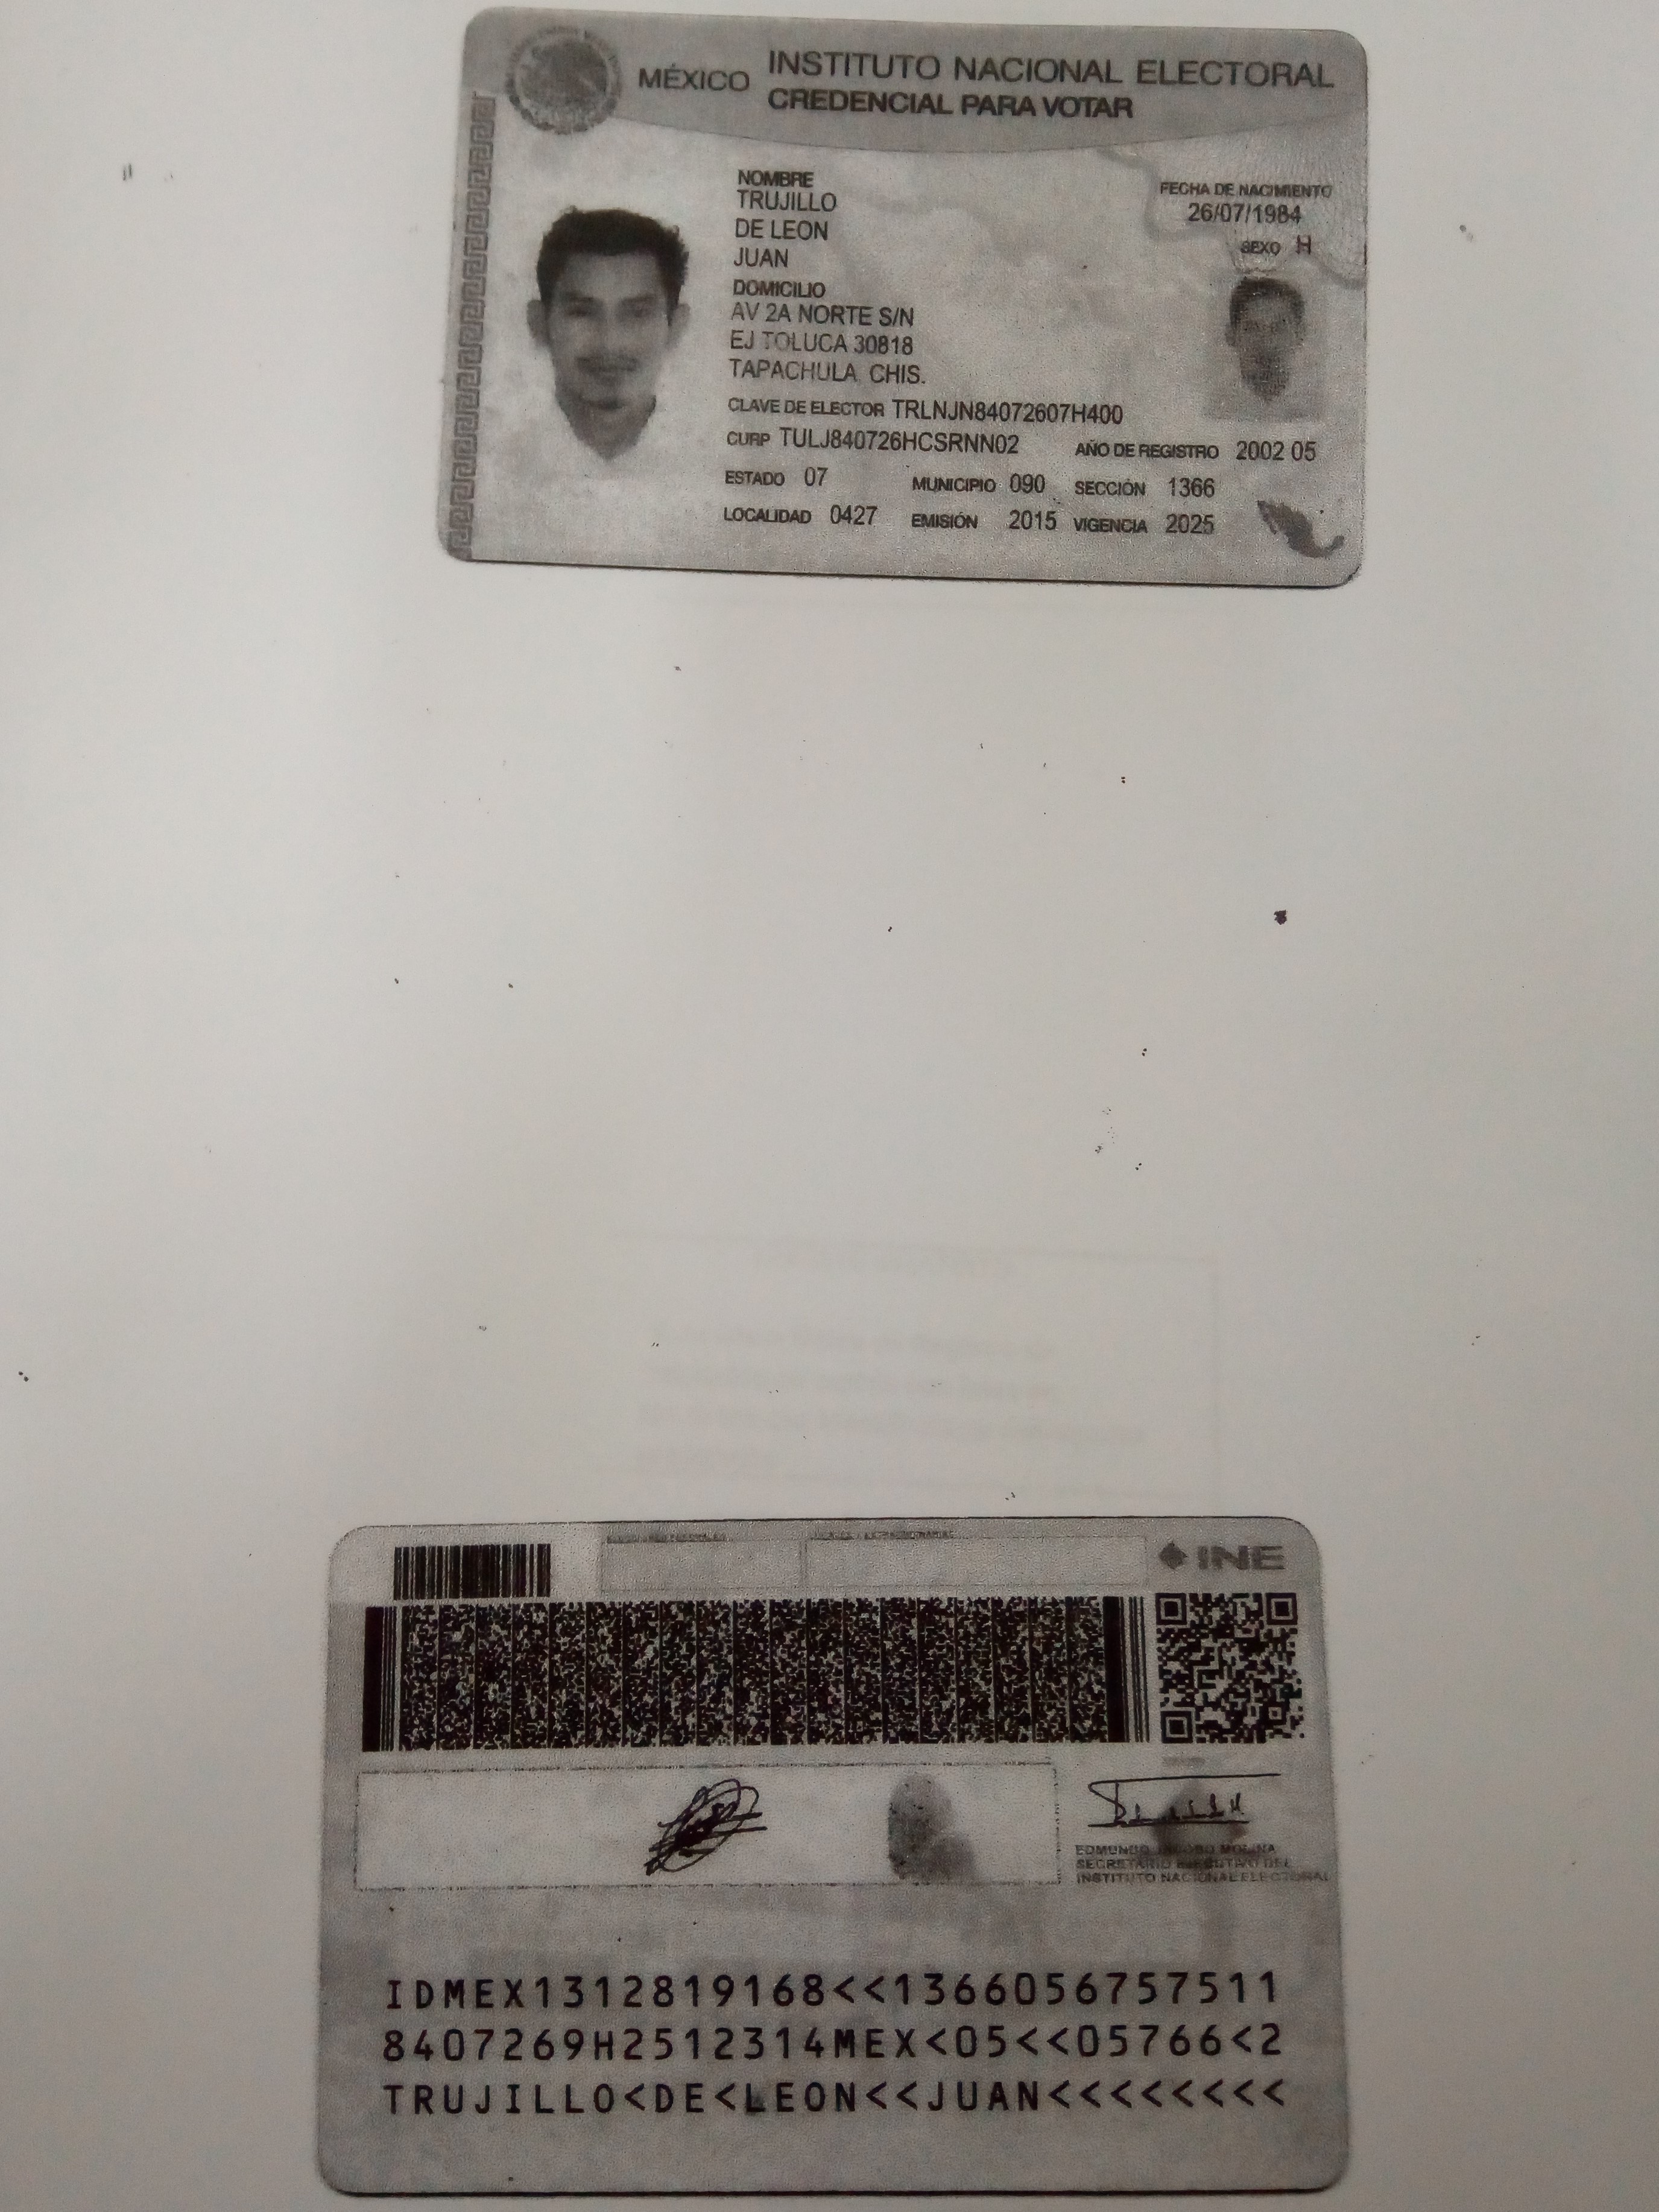 MÉXICO INSTITUTO NACIONAL ELECTORAL
CREDENCIAL PARA VOTAR
NOMBRE
TRUJILLO
DE LEON
JUAN
FECHA DE NACIMIENTO
26/07/1984
SEXO H
DOMICILIO
AV 2A NORTE S/N
EJ TOLUCA 30818
TAPACHULA CHIS.
CLAVE DE ELECTOR TRLNJN84072607H400
CURP TULJ840726HCSRNN02 AÑO DE REGISTRO 2002 05
ESTADO 07 MUNICIPIO 090 SECCIÓN 1366
LOCALIDAD 0427 EMISIÓN 2015 VIGENCIA 2025
INE
EDMUNDO JACOBO MOLINA
SECRETARIO EJECUTIVO DEL
INSTITUTO NACIONAL ELECTORAL
IDMEX1312819168<<1366056757511
8407269H2512314MEX<05<<05766<2
TRUJILLO<DE<LEON<<JUAN<<<<<<<<